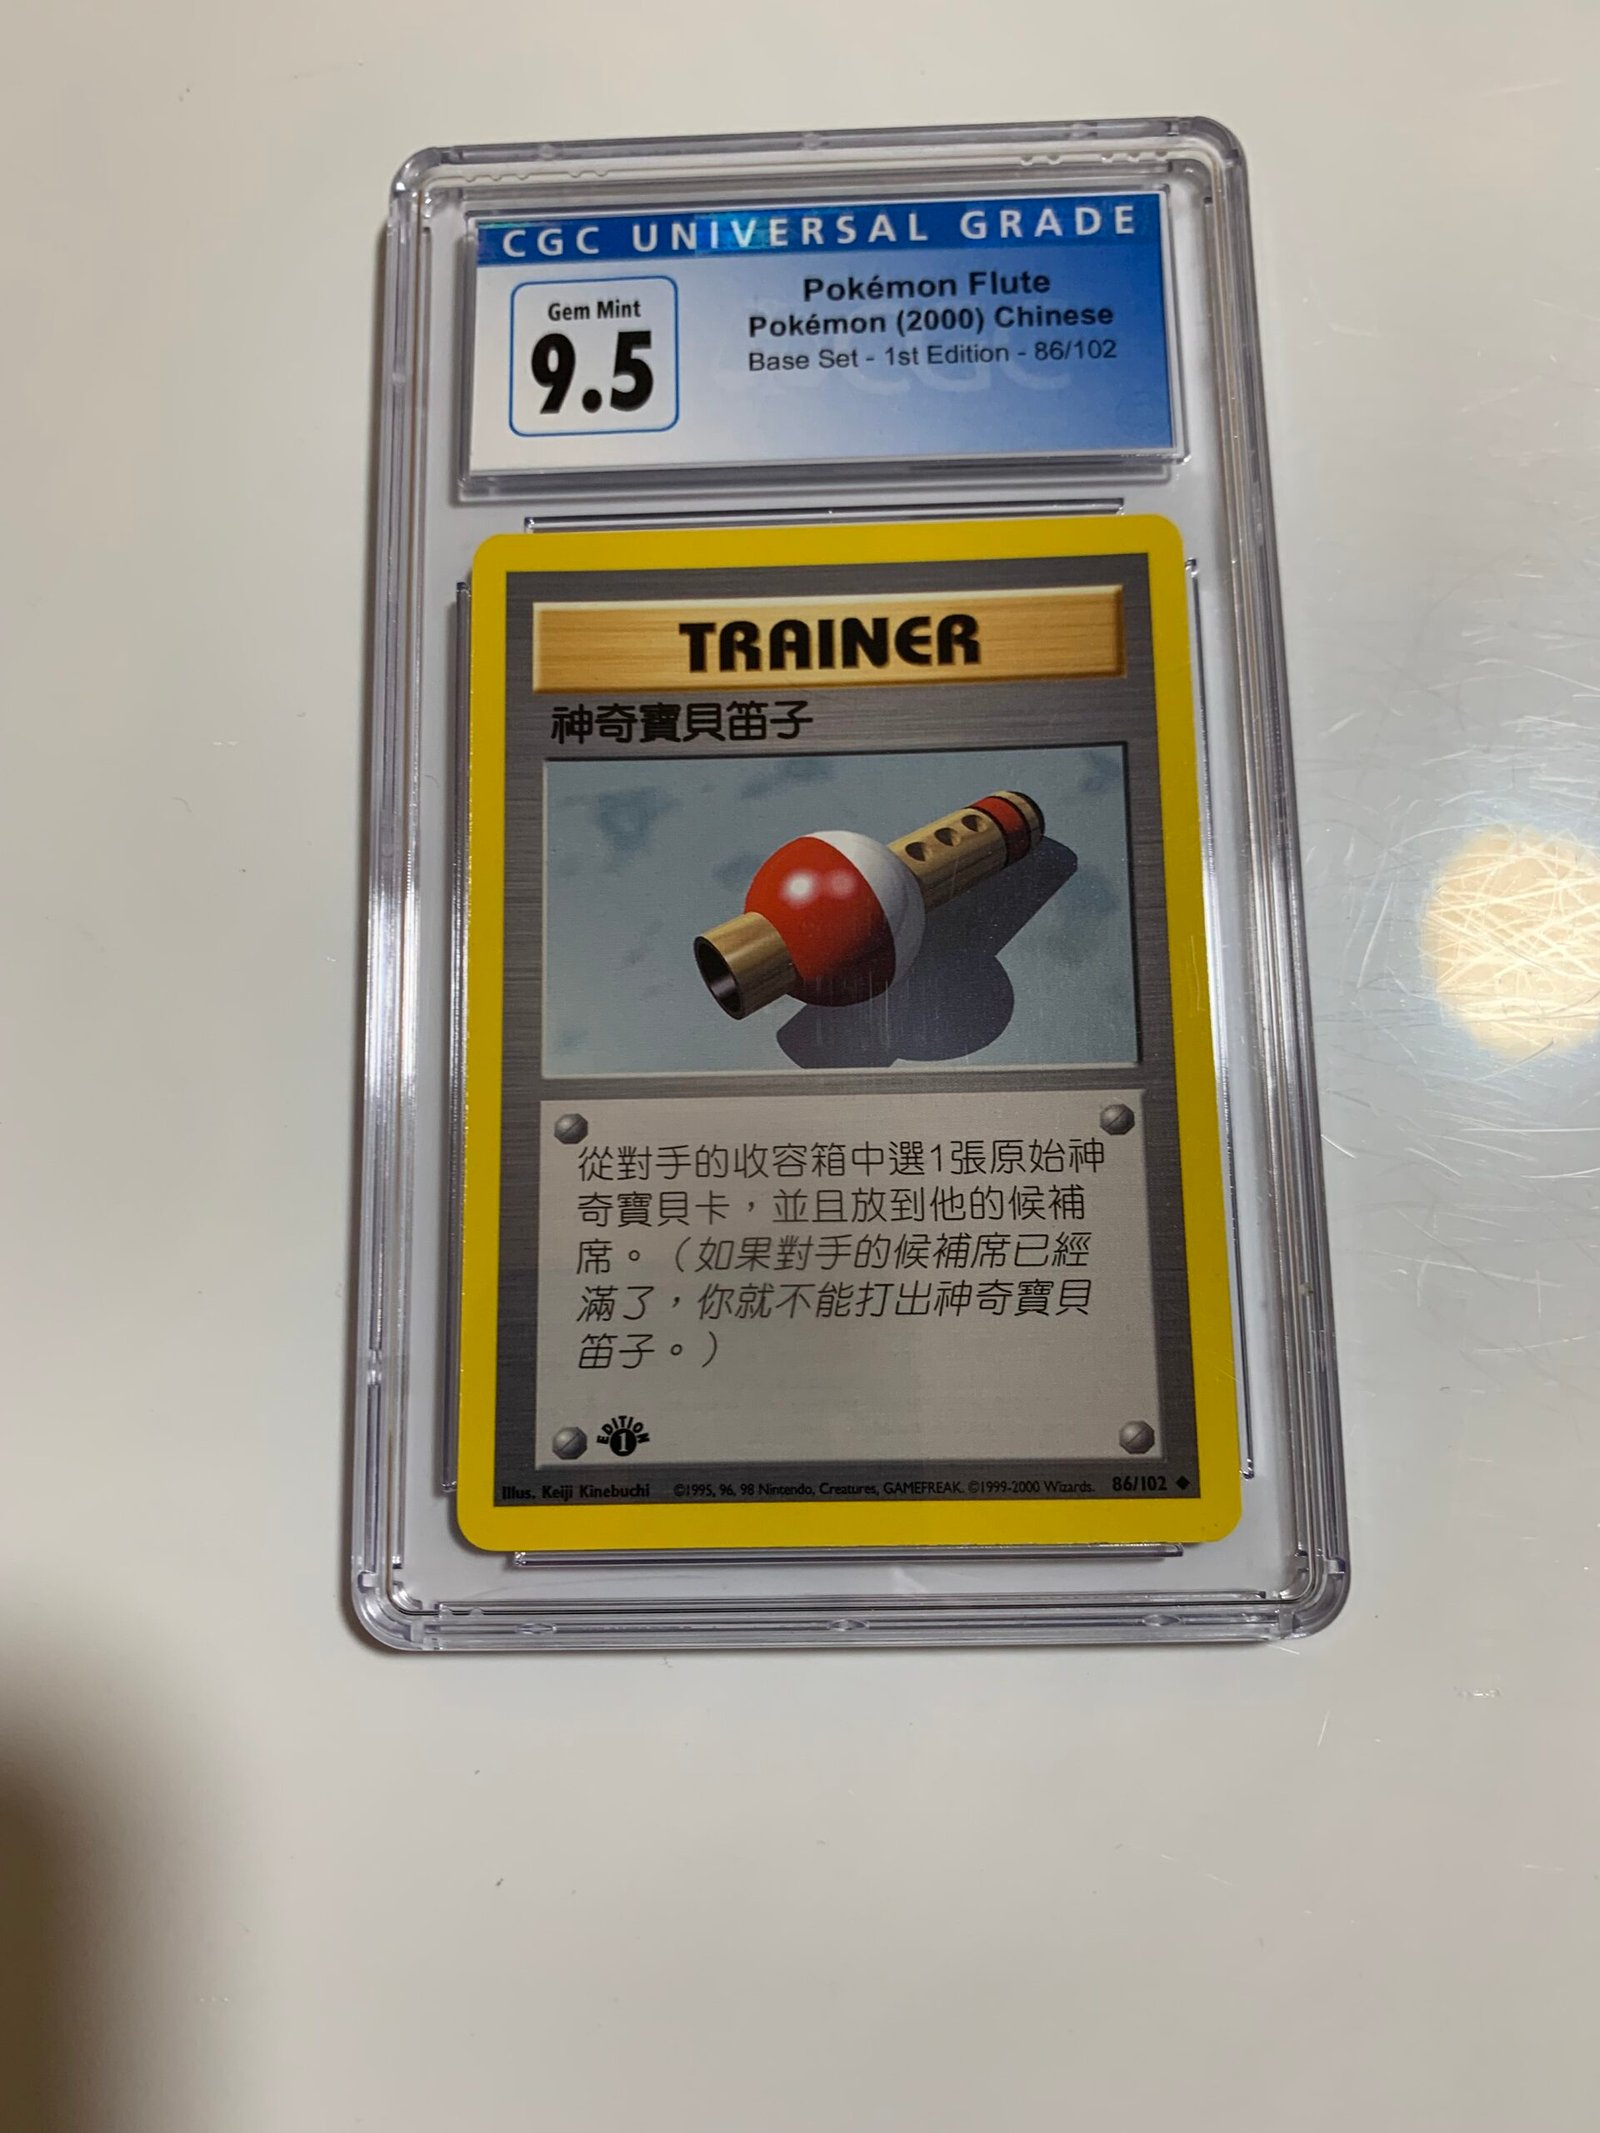 CGC UNIVERSAL GRADE
Gem Mint
9.5
Pokémon Flute
Pokémon (2000) Chinese
Base Set - 1st Edition - 86/102
TRAINER
神奇寶貝笛子
從對手的收容箱中選1張原始神
奇寶貝卡，並且放到他的候補
席。（如果對手的候補席已經
滿了，你就不能打出神奇寶貝
笛子。）
EDITION
1
Illus. Keiji Kinebuchi ©1995, 96, 98 Nintendo, Creatures, GAMEFREAK. ©1999-2000 Wizards. 86/102 ◆